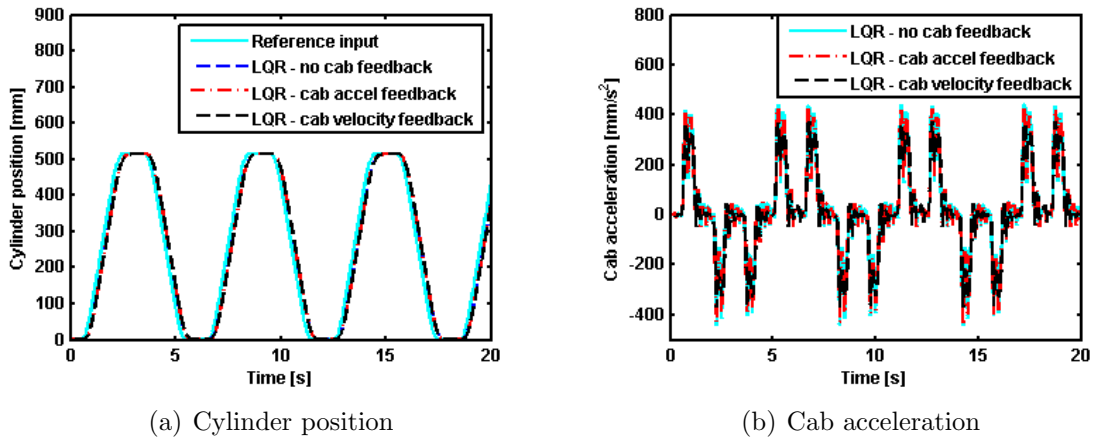 900
800
700
600
500
400
300
200
100
0
Cylinder position [mm]
Reference input
LQR - no cab feedback
LQR - cab accel feedback
LQR - cab velocity feedback
0 5 10 15 20
Time [s]
(a) Cylinder position
800
600
400
200
0
-200
-400
Cab acceleration [mm/s²]
LQR - no cab feedback
LQR - cab accel feedback
LQR - cab velocity feedback
0 5 10 15 20
Time [s]
(b) Cab acceleration